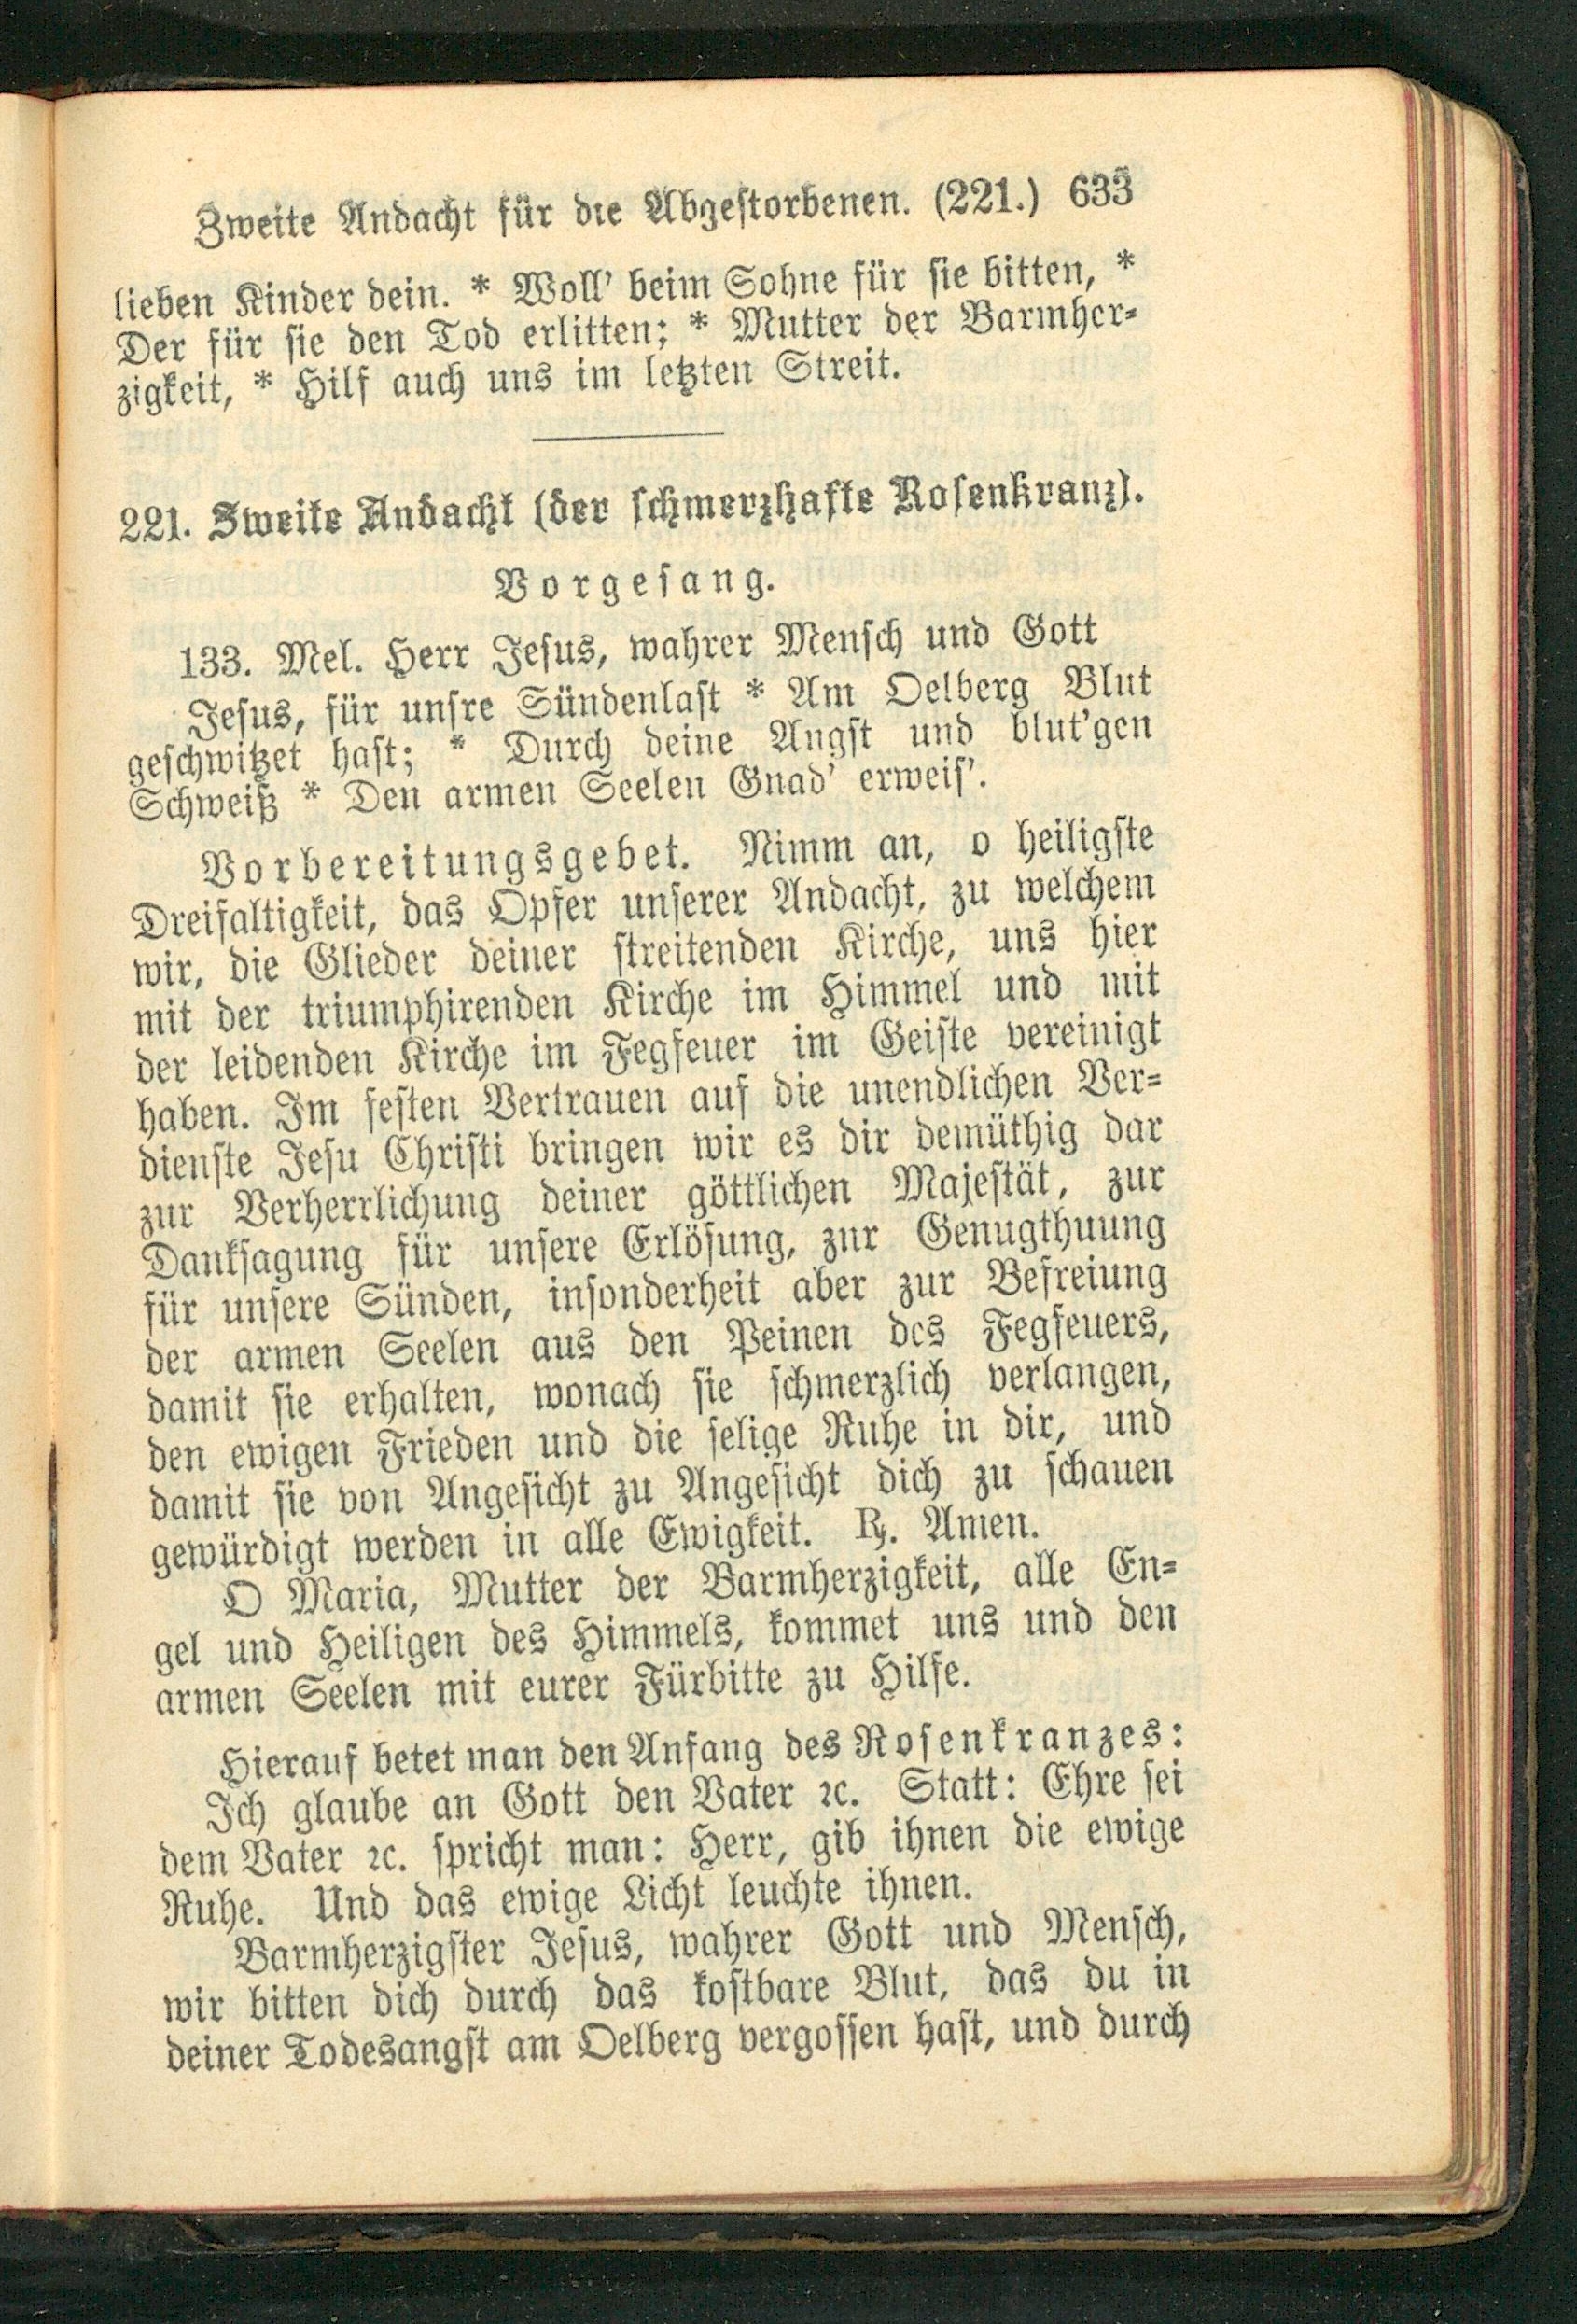 Zweite Andacht für die Abgestorbenen. (221.) 633
lieben Kinder dein. * Woll' beim Sohne für sie bitten, *
Der für sie den Tod erlitten; * Mutter der Barmher-
zigkeit, * Hilf auch uns im letzten Streit.
221. Zweite Andacht (der schmerzhafte Rosenkranz).
Vorgesang.
133. Mel. Herr Jesus, wahrer Mensch und Gott
Jesus, für unsre Sündenlast * Am Oelberg Blut
geschwitzet hast; * Durch deine Angst und blut'gen
Schweiß * Den armen Seelen Gnad' erweis'.
Vorbereitungsgebet. Nimm an, o heiligste
Dreifaltigkeit, das Opfer unserer Andacht, zu welchem
wir, die Glieder deiner streitenden Kirche, uns hier
mit der triumphirenden Kirche im Himmel und mit
der leidenden Kirche im Fegfeuer im Geiste vereinigt
haben. Im festen Vertrauen auf die unendlichen Ver-
dienste Jesu Christi bringen wir es dir demüthig dar
zur Verherrlichung deiner göttlichen Majestät, zur
Danksagung für unsere Erlösung, zur Genugthuung
für unsere Sünden, insonderheit aber zur Befreiung
der armen Seelen aus den Peinen des Fegfeuers,
damit sie erhalten, wonach sie schmerzlich verlangen,
den ewigen Frieden und die selige Ruhe in dir, und
damit sie von Angesicht zu Angesicht dich zu schauen
gewürdigt werden in alle Ewigkeit. ℟. Amen.
O Maria, Mutter der Barmherzigkeit, alle En-
gel und Heiligen des Himmels, kommet uns und den
armen Seelen mit eurer Fürbitte zu Hilfe.
Hierauf betet man den Anfang des Rosenkranzes:
Ich glaube an Gott den Vater ꝛc. Statt: Ehre sei
dem Vater ꝛc. spricht man: Herr, gib ihnen die ewige
Ruhe. Und das ewige Licht leuchte ihnen.
Barmherzigster Jesus, wahrer Gott und Mensch,
wir bitten dich durch das kostbare Blut, das du in
deiner Todesangst am Oelberg vergossen hast, und durch